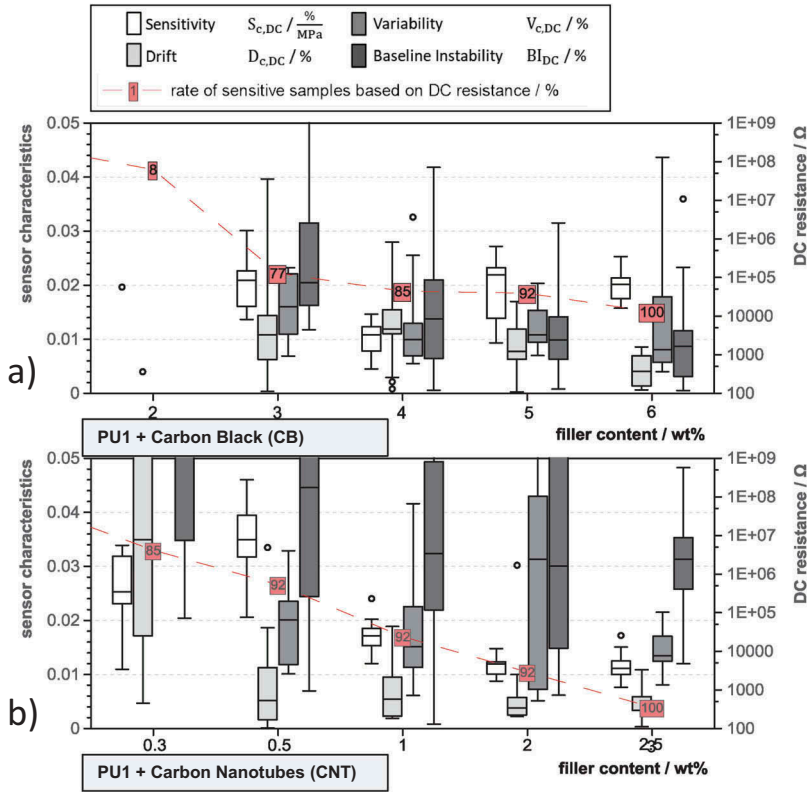 Sensitivity S_c,DC / %/MPa Variability V_c,DC / %
Drift D_c,DC / % Baseline Instability BI_DC / %
1 rate of sensitive samples based on DC resistance / %
a)
sensor characteristics
0.05
0.04
0.03
0.02
0.01
0
8
77
85
92
100
1E+09
1E+08
1E+07
1E+06
1E+05
10000
1000
100
DC resistance / Ω
2 3 4 5 6
PU1 + Carbon Black (CB)
filler content / wt%
b)
sensor characteristics
0.05
0.04
0.03
0.02
0.01
0
85
92
92
92
100
1E+09
1E+08
1E+07
1E+06
1E+05
10000
1000
100
DC resistance / Ω
0.3 0.5 1 2
PU1 + Carbon Nanotubes (CNT)
filler content / wt%